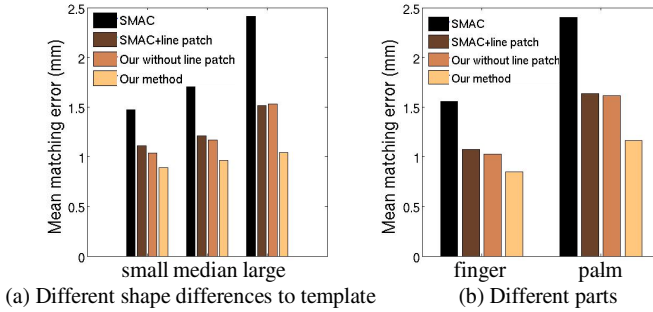 Mean matching error (mm)
2.5
2
1.5
1
0.5
0
SMAC
SMAC+line patch
Our without line patch
Our method
small median large
(a) Different shape differences to template
Mean matching error (mm)
2.5
2
1.5
1
0.5
0
SMAC
SMAC+line patch
Our without line patch
Our method
finger palm
(b) Different parts